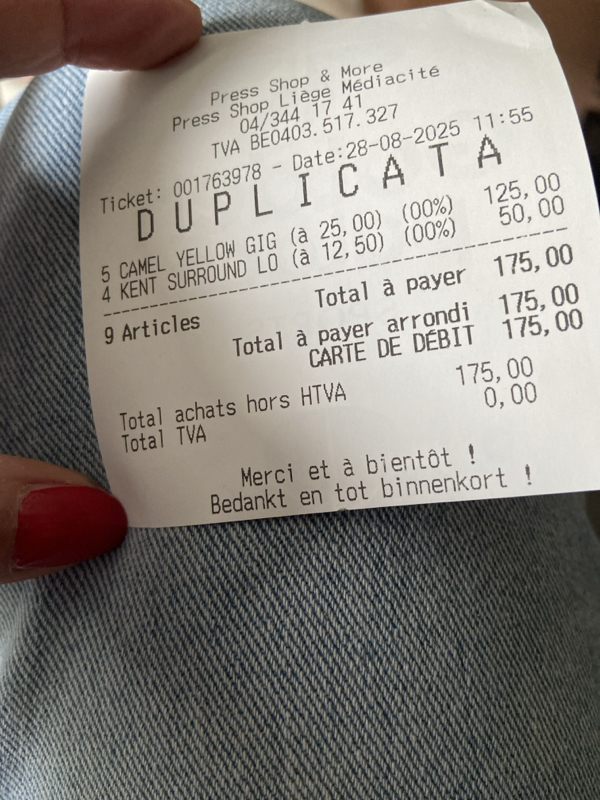 Press Shop & More
Press Shop Liège Médiacité
04/344 17 41
TVA BE0403.517.327
Ticket: 001763978 - Date:28-08-2025 11:55
DUPLICATA
5 CAMEL YELLOW GIG (à 25,00) (00%) 125,00
4 KENT SURROUND LO (à 12,50) (00%) 50,00
9 Articles Total à payer 175,00
Total à payer arrondi 175,00
CARTE DE DÉBIT 175,00
Total achats hors HTVA 175,00
Total TVA 0,00
Merci et à bientôt !
Bedankt en tot binnenkort !